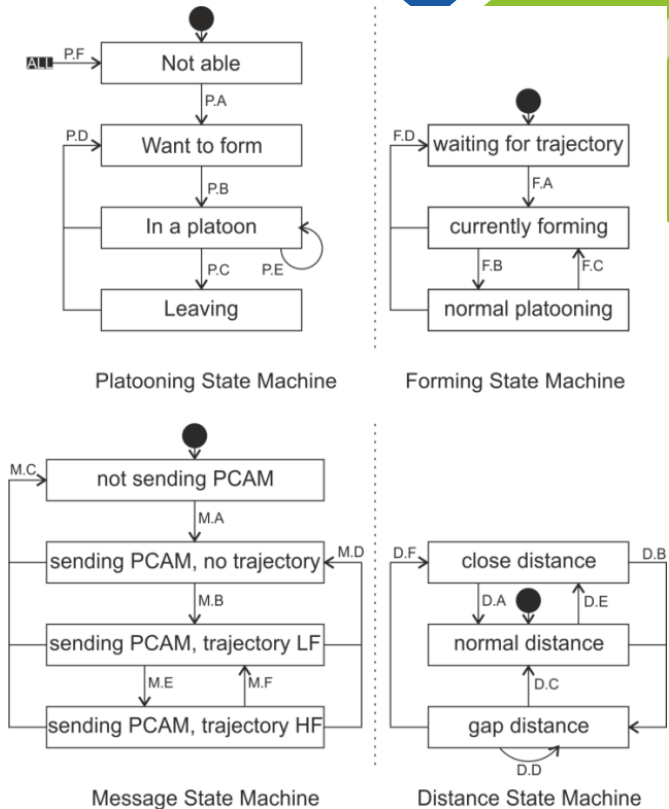 ALL
P.F
Not able
P.A
P.D
Want to form
P.B
In a platoon
P.C
P.E
Leaving
Platooning State Machine
F.D
waiting for trajectory
F.A
currently forming
F.B
F.C
normal platooning
Forming State Machine
M.C
not sending PCAM
M.A
sending PCAM, no trajectory
M.D
M.B
sending PCAM, trajectory LF
M.E
M.F
sending PCAM, trajectory HF
Message State Machine
D.F
close distance
D.B
D.A
D.E
normal distance
D.C
gap distance
D.D
Distance State Machine